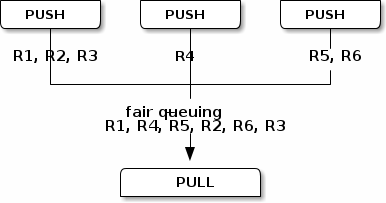 PUSH PUSH PUSH
R1, R2, R3 R4 R5, R6
fair queuing
R1, R4, R5, R2, R6, R3
PULL